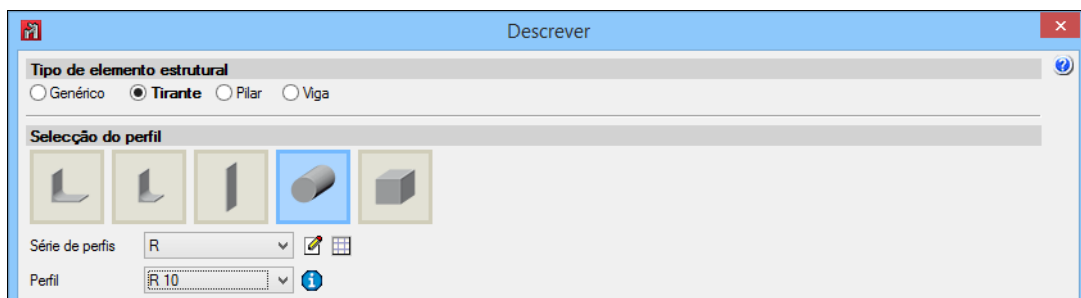 Descrever
Tipo de elemento estrutural
Genérico Tirante Pilar Viga
Selecção do perfil
Série de perfis R
Perfil R 10